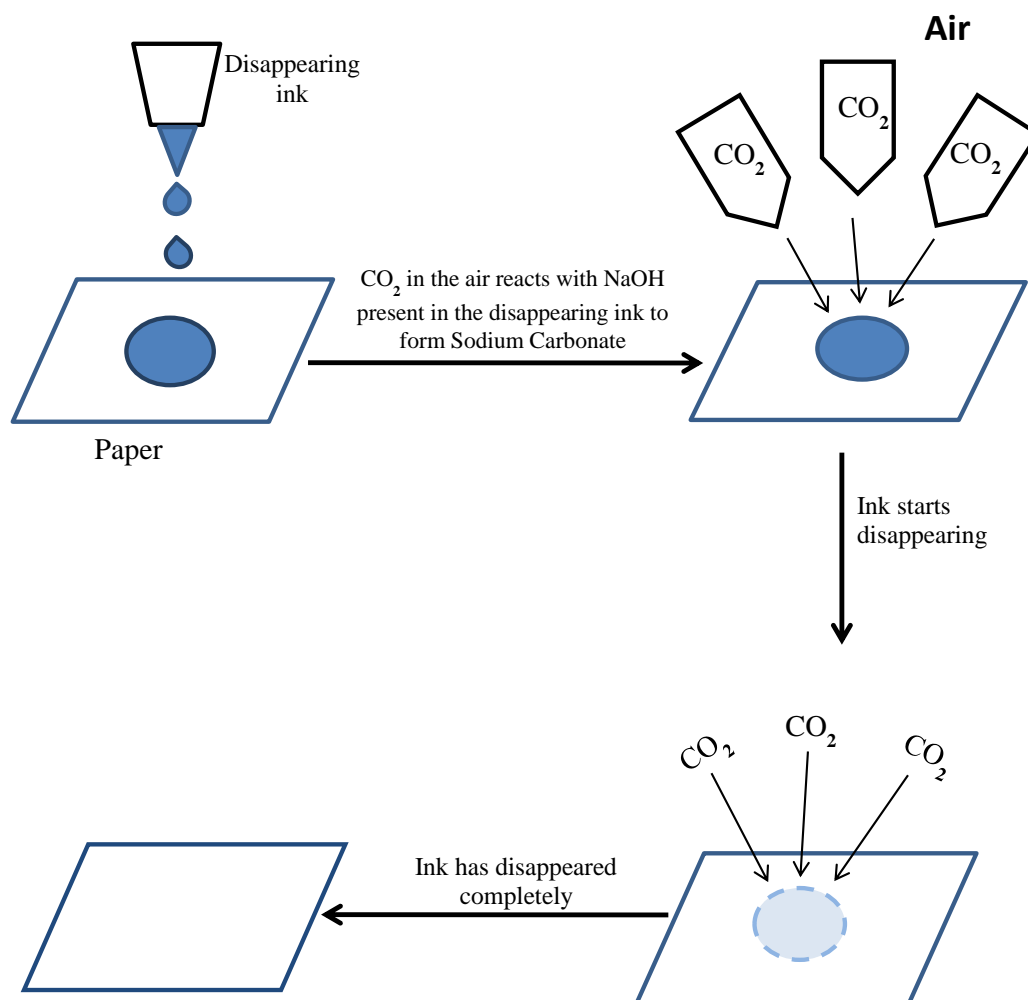 Air
Disappearing
ink
CO₂
CO₂
CO₂
CO₂ in the air reacts with NaOH
present in the disappearing ink to
form Sodium Carbonate
Paper
Ink starts
disappearing
CO₂
CO₂
CO₂
Ink has disappeared
completely